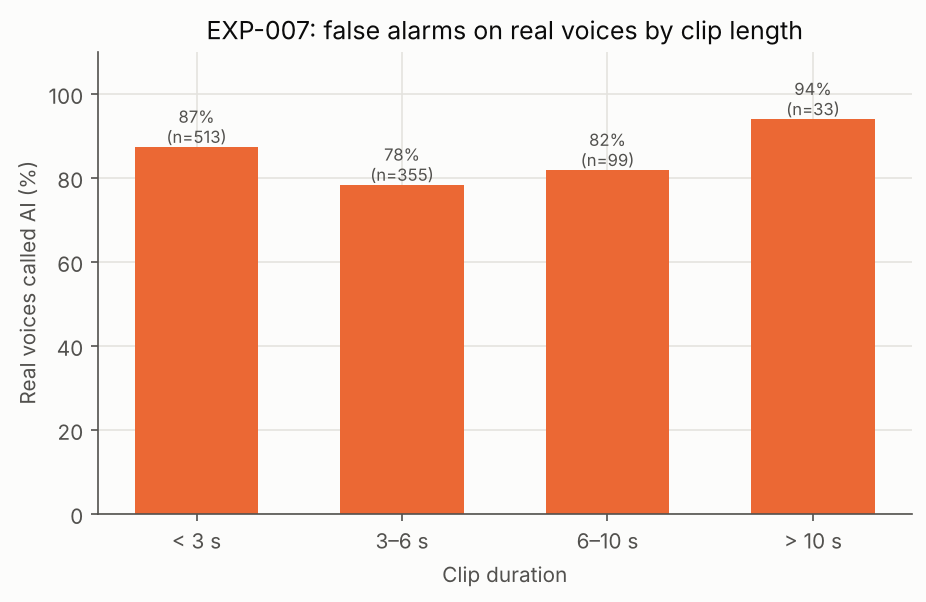 EXP-007: false alarms on real voices by clip length
Real voices called AI (%)
100
80
60
40
20
0
87%
(n=513)
78%
(n=355)
82%
(n=99)
94%
(n=33)
< 3 s
3–6 s
6–10 s
> 10 s
Clip duration